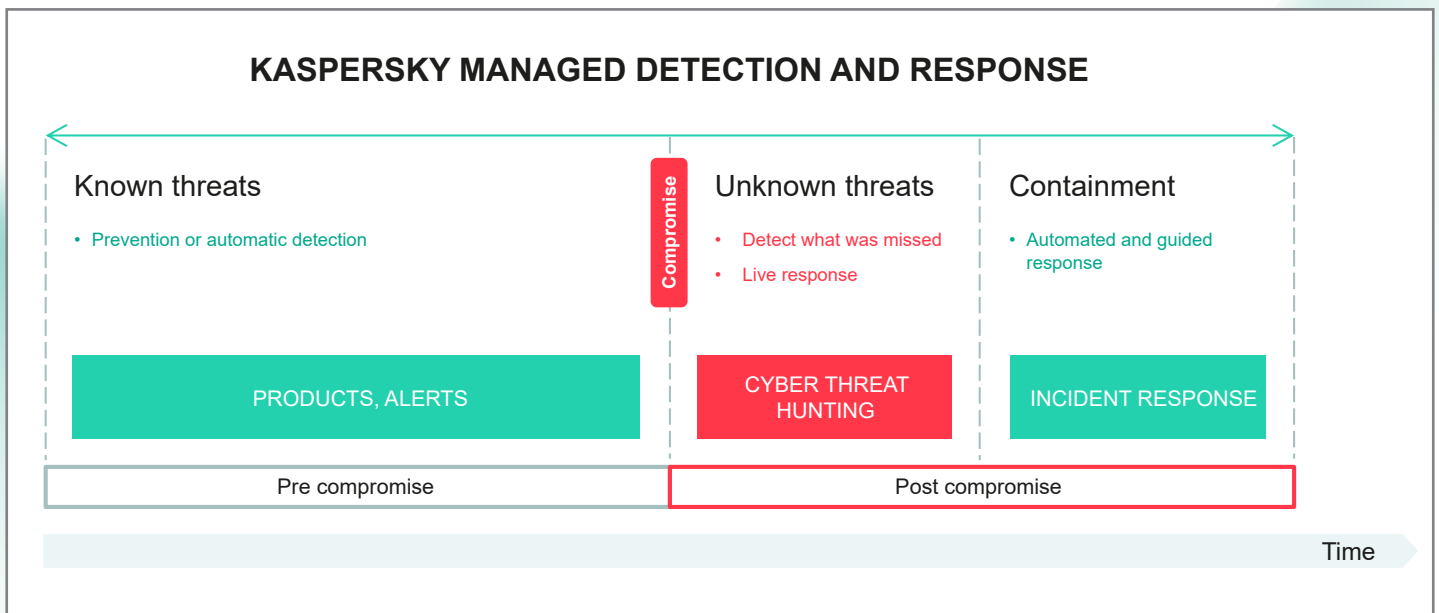 KASPERSKY MANAGED DETECTION AND RESPONSE
Known threats
• Prevention or automatic detection
Compromise
Unknown threats
• Detect what was missed
• Live response
Containment
• Automated and guided
response
PRODUCTS, ALERTS
CYBER THREAT
HUNTING
INCIDENT RESPONSE
Pre compromise
Post compromise
Time